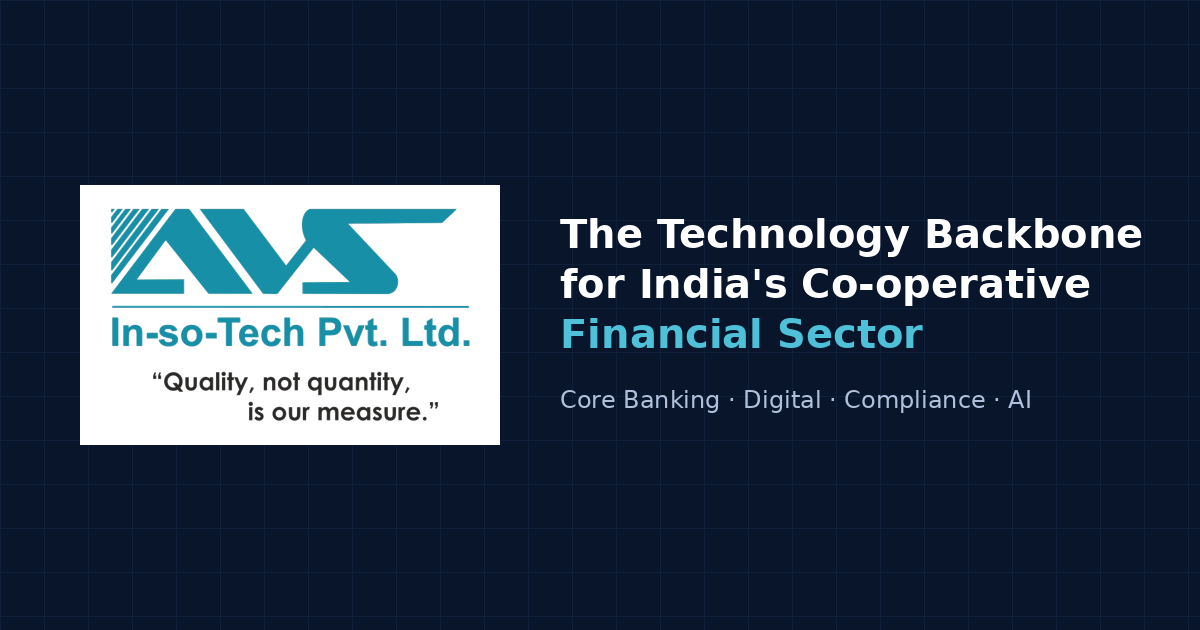 AVS
In-so-Tech Pvt. Ltd.
“Quality, not quantity,
is our measure.”
The Technology Backbone
for India's Co-operative
Financial Sector
Core Banking · Digital · Compliance · AI